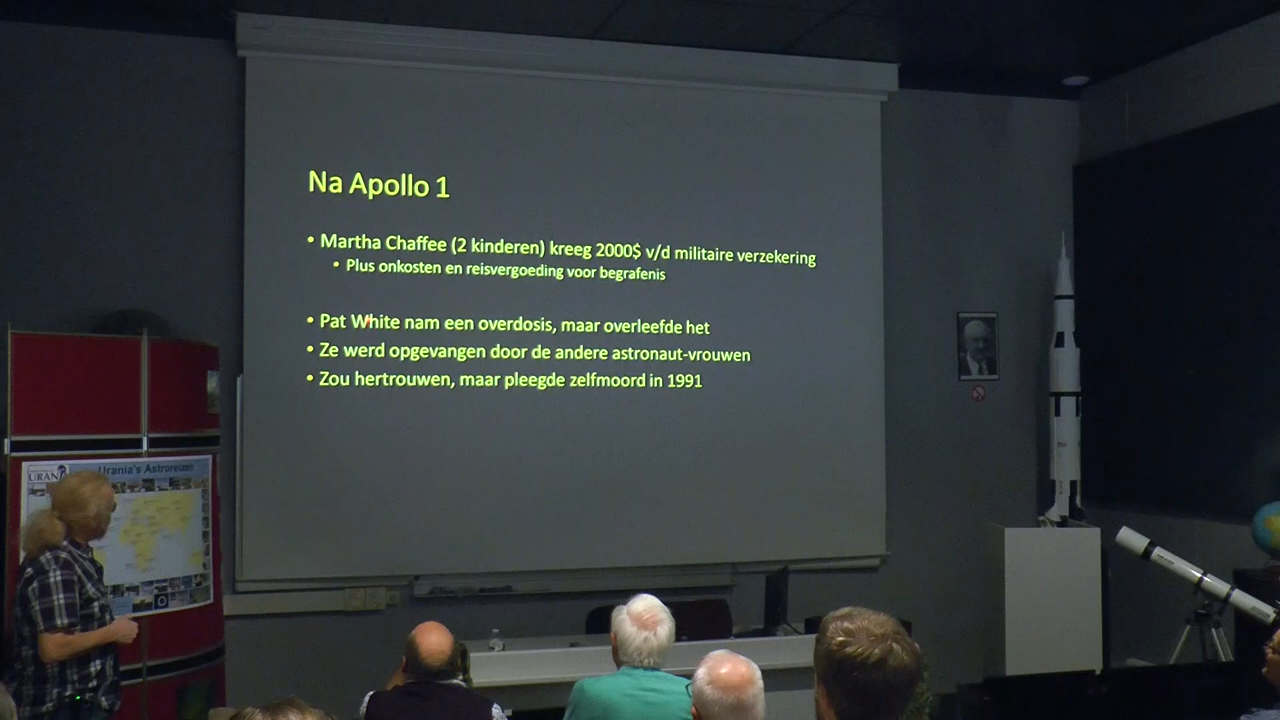 Na Apollo 1
• Martha Chaffee (2 kinderen) kreeg 2000$ v/d militaire verzekering
• Plus onkosten en reisvergoeding voor begrafenis
• Pat White nam een overdosis, maar overleefde het
• Ze werd opgevangen door de andere astronaut-vrouwen
• Zou hertrouwen, maar pleegde zelfmoord in 1991
Urania's Astroreizen